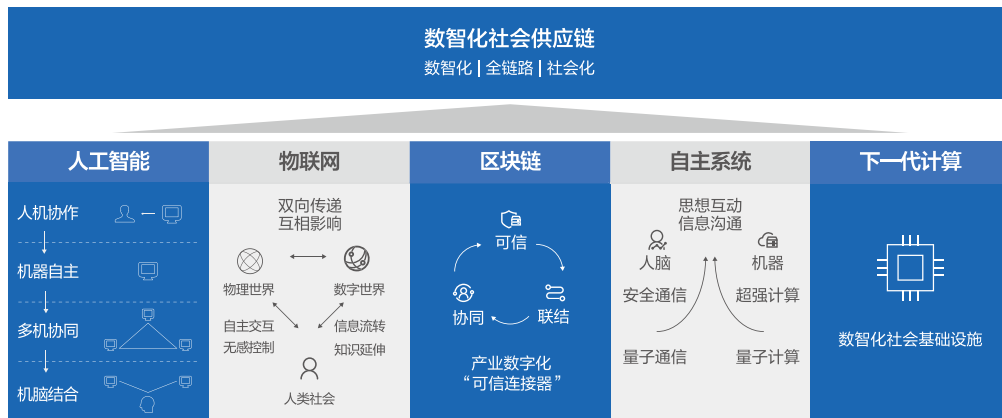 数智化社会供应链
数智化 | 全链路 | 社会化
人工智能
人机协作
机器自主
多机协同
机脑结合
物联网
双向传递
互相影响
物理世界
数字世界
自主交互
无感控制
信息流转
知识延伸
人类社会
区块链
可信
协同
联结
产业数字化
“可信连接器”
自主系统
思想互动
信息沟通
人脑
机器
安全通信
超强计算
量子通信
量子计算
下一代计算
数智化社会基础设施